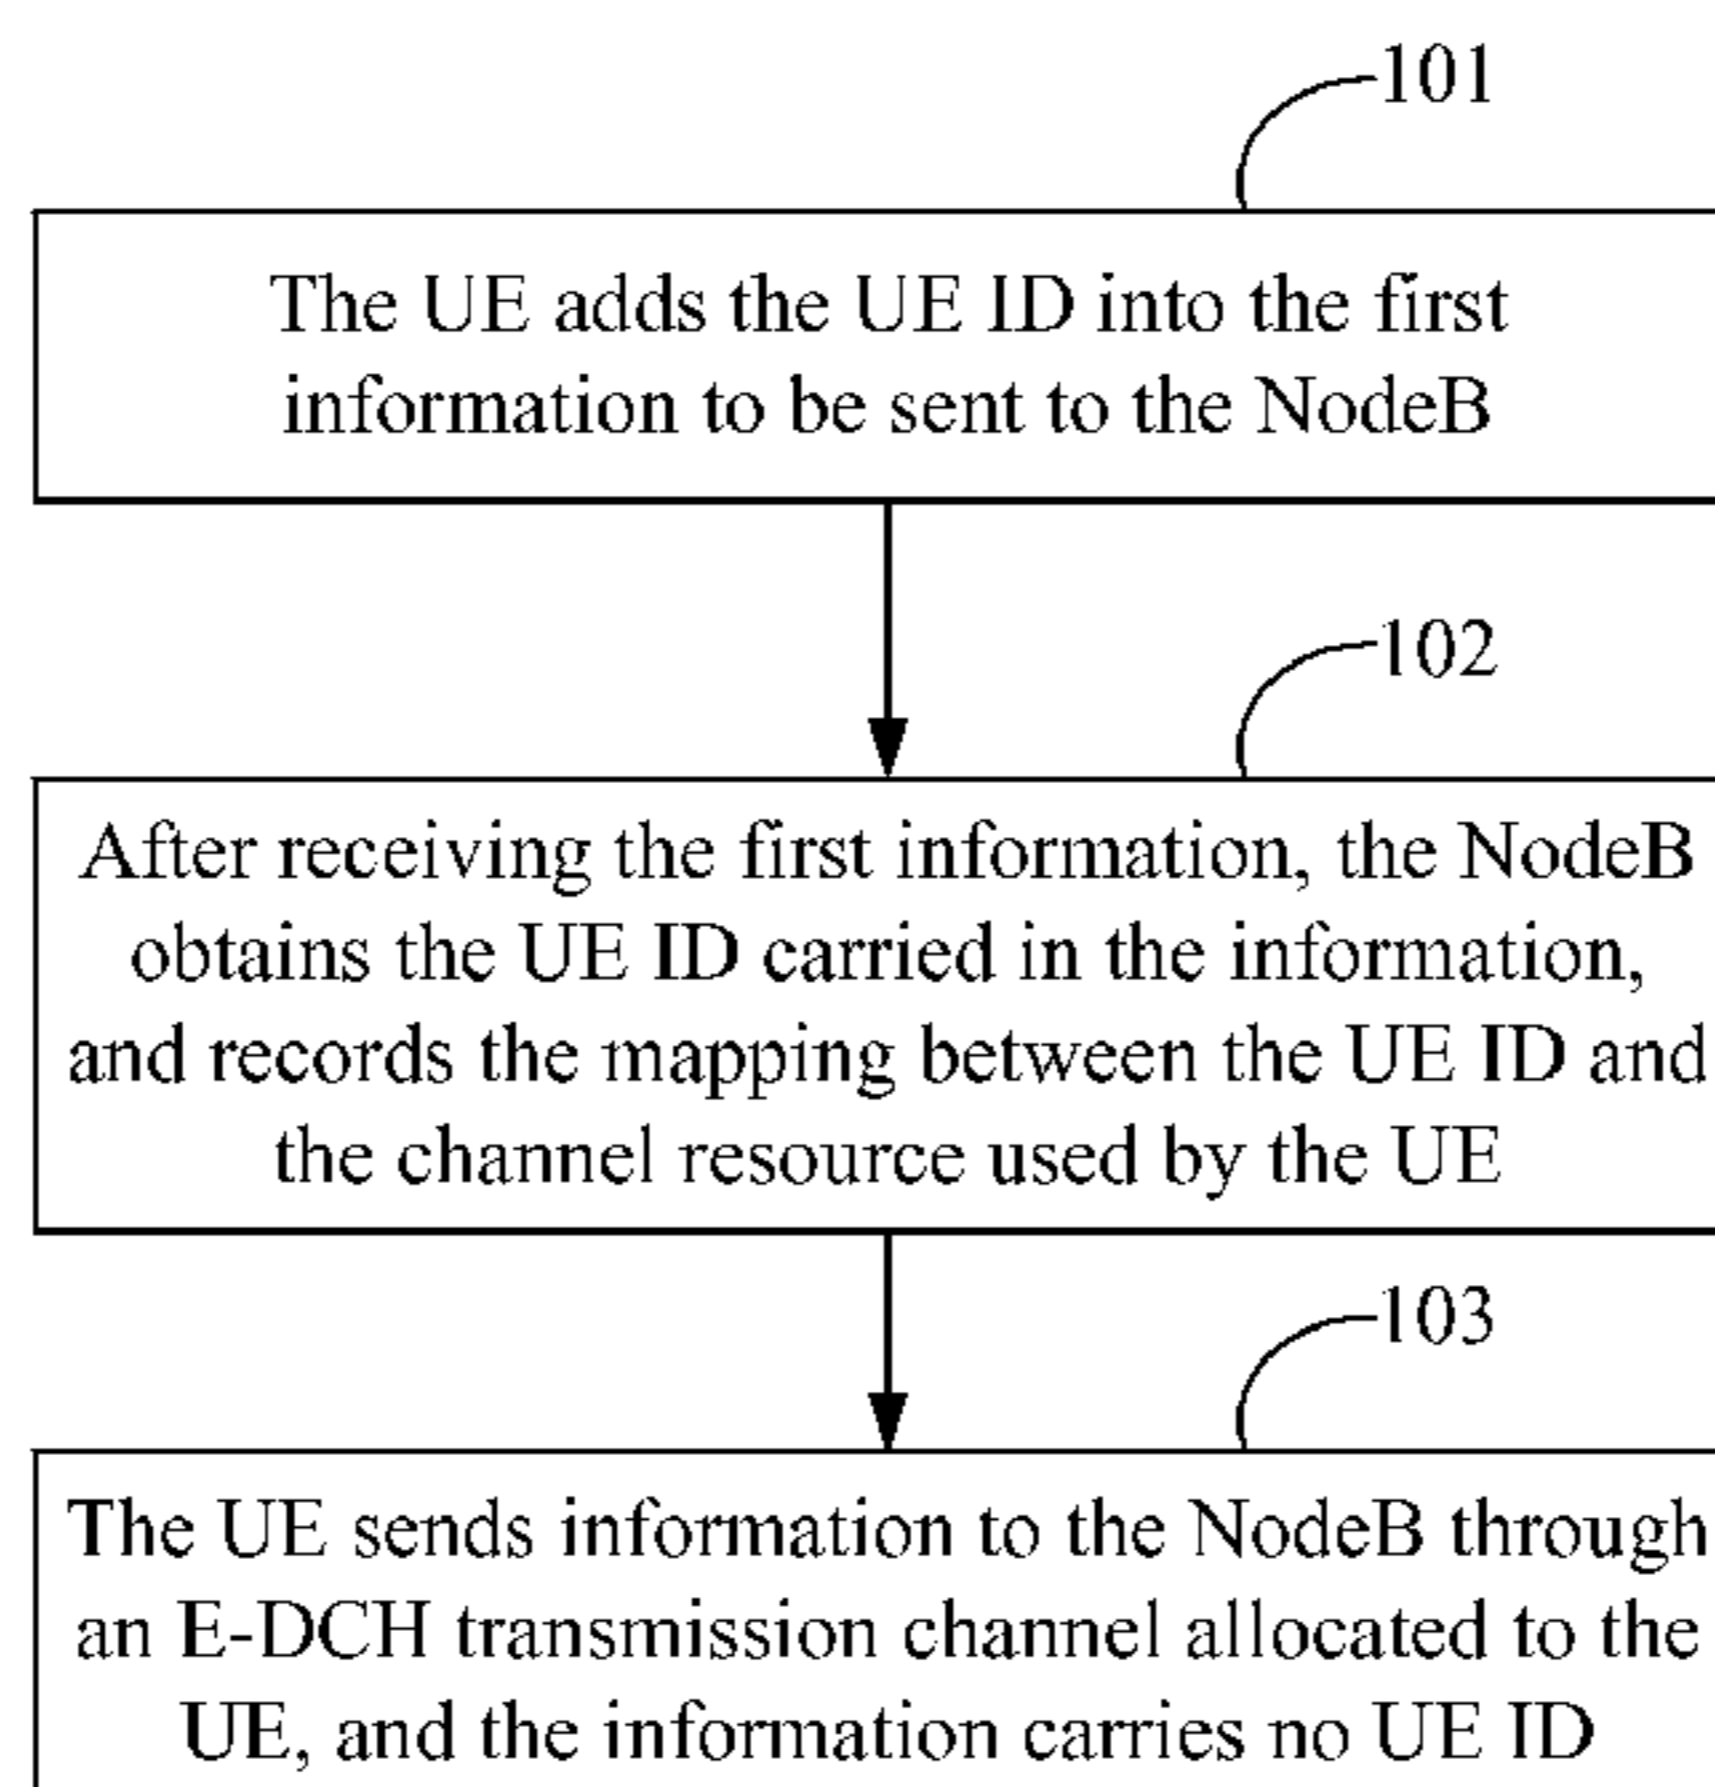 101
The UE adds the UE ID into the first
information to be sent to the NodeB
102
After receiving the first information, the NodeB
obtains the UE ID carried in the information,
and records the mapping between the UE ID and
the channel resource used by the UE
103
The UE sends information to the NodeB through
an E-DCH transmission channel allocated to the
UE, and the information carries no UE ID